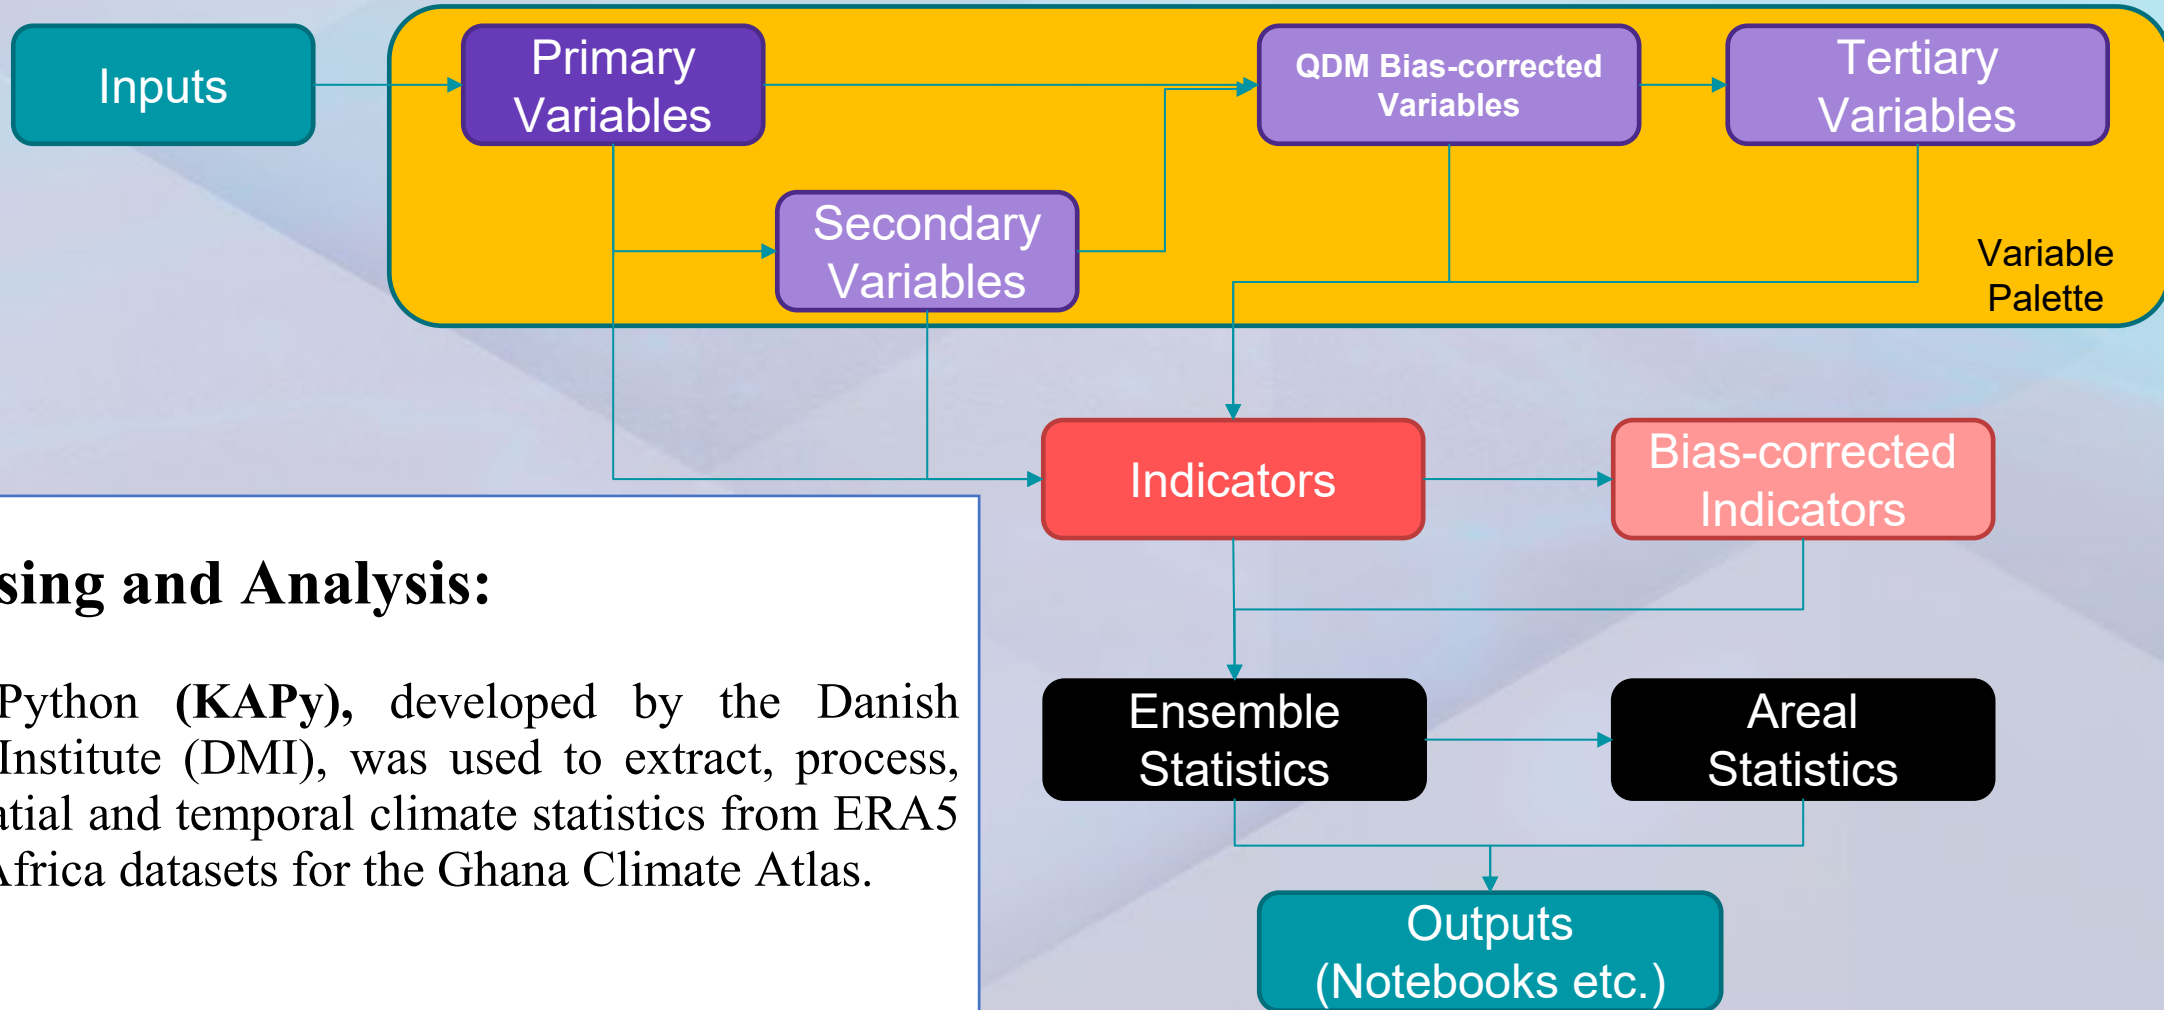 Inputs
Primary
Variables
QDM Bias-corrected
Variables
Tertiary
Variables
Secondary
Variables
Variable
Palette
Indicators
Bias-corrected
Indicators
sing and Analysis:
Python (KAPy), developed by the Danish
Institute (DMI), was used to extract, process,
atial and temporal climate statistics from ERA5
Africa datasets for the Ghana Climate Atlas.
Ensemble
Statistics
Areal
Statistics
Outputs
(Notebooks etc.)